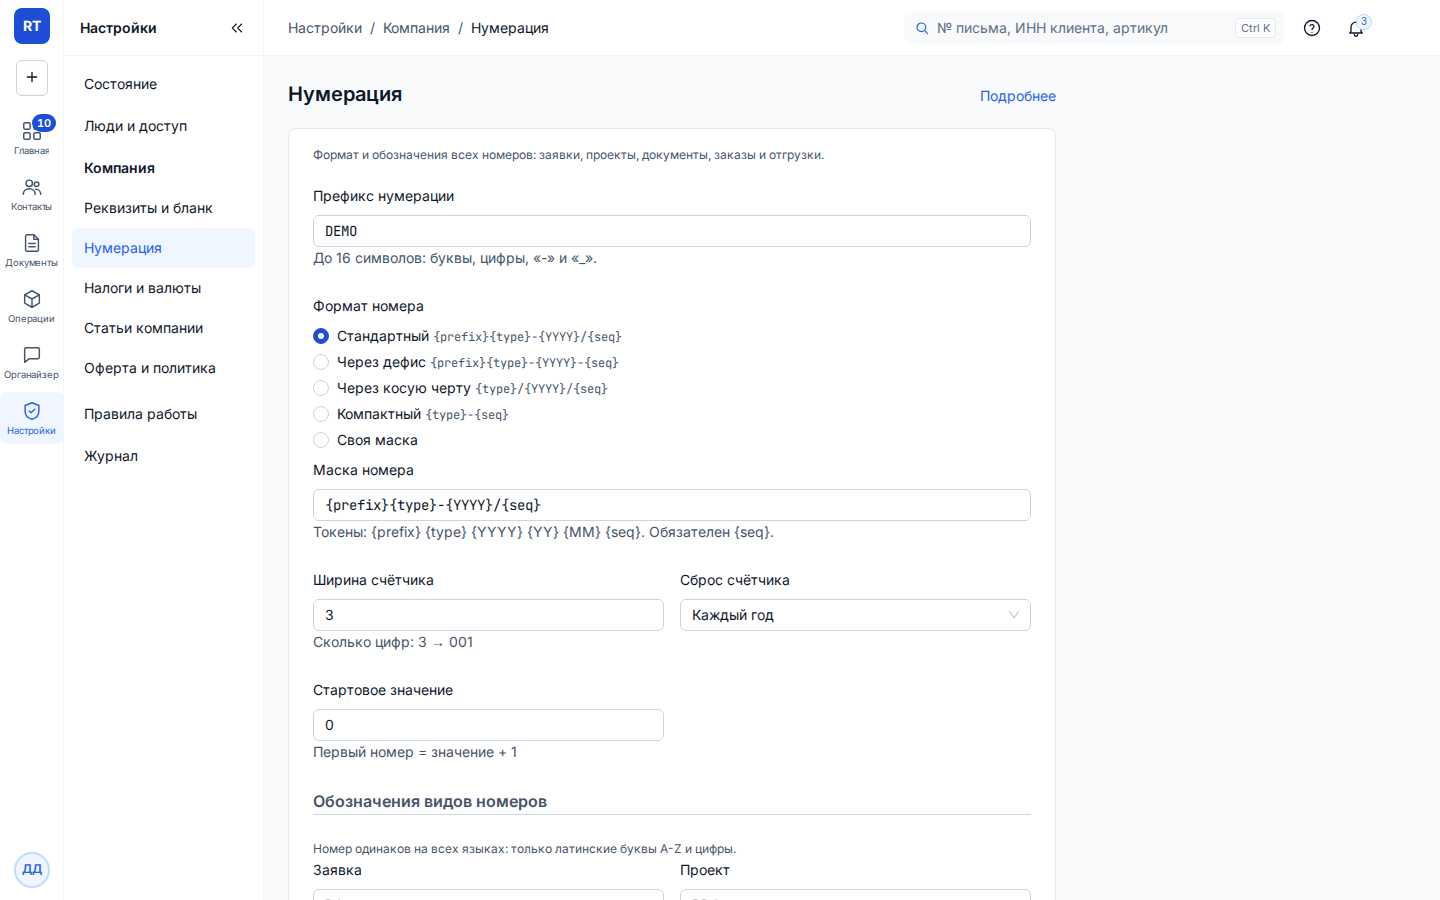 RT
Настройки
Настройки / Компания / Нумерация
№ письма, ИНН клиента, артикул
Ctrl K
3
10
Главная
Контакты
Документы
Операции
Органайзер
Настройки
ДД
Состояние
Люди и доступ
Компания
Реквизиты и бланк
Нумерация
Налоги и валюты
Статьи компании
Оферта и политика
Правила работы
Журнал
Нумерация
Подробнее
Формат и обозначения всех номеров: заявки, проекты, документы, заказы и отгрузки.
Префикс нумерации
DEMO
До 16 символов: буквы, цифры, «-» и «_».
Формат номера
Стандартный {prefix}{type}-{YYYY}/{seq}
Через дефис {prefix}{type}-{YYYY}-{seq}
Через косую черту {type}/{YYYY}/{seq}
Компактный {type}-{seq}
Своя маска
Маска номера
{prefix}{type}-{YYYY}/{seq}
Токены: {prefix} {type} {YYYY} {YY} {MM} {seq}. Обязателен {seq}.
Ширина счётчика
Сброс счётчика
3
Каждый год
Сколько цифр: 3 → 001
Стартовое значение
0
Первый номер = значение + 1
Обозначения видов номеров
Номер одинаков на всех языках: только латинские буквы A-Z и цифры.
Заявка
Проект